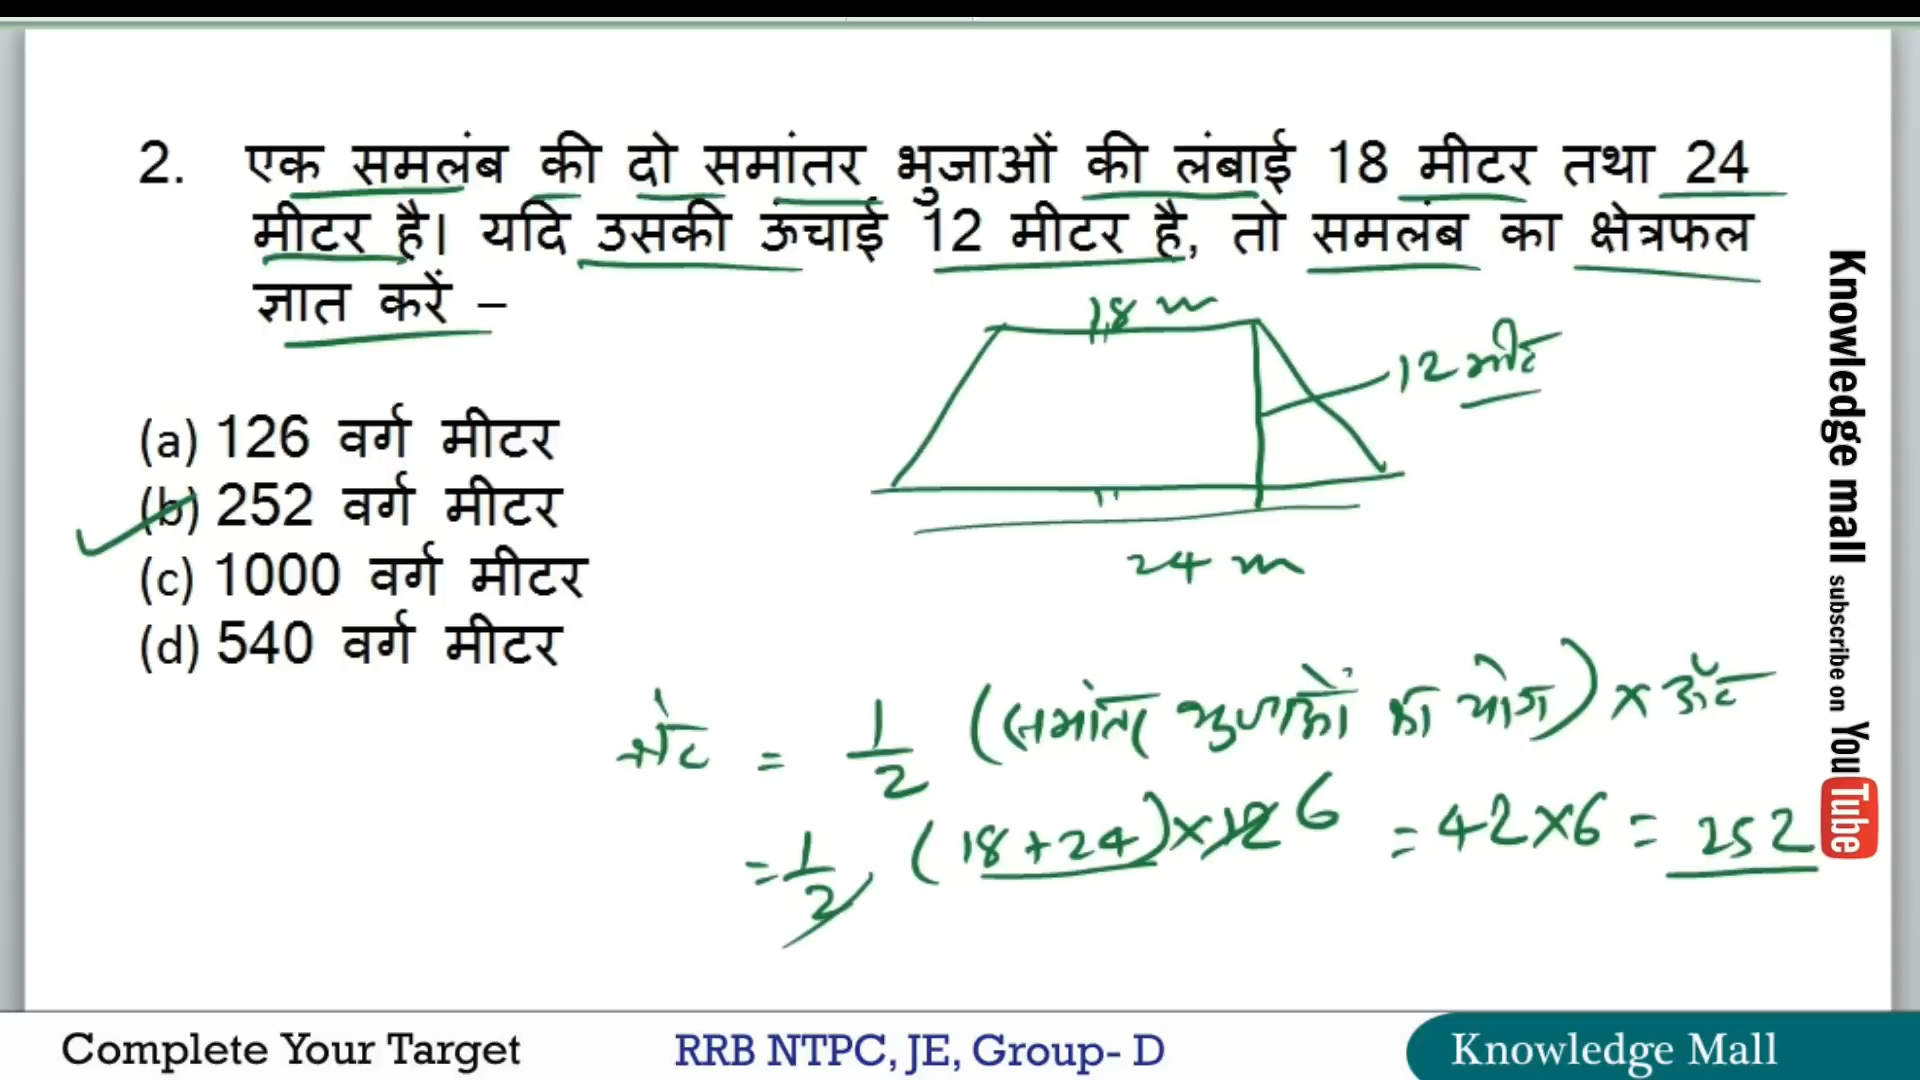 2. एक समलंब की दो समांतर भुजाओं की लंबाई 18 मीटर तथा 24
मीटर है। यदि उसकी ऊंचाई 12 मीटर है, तो समलंब का क्षेत्रफल
ज्ञात करें –
(a) 126 वर्ग मीटर
(b) 252 वर्ग मीटर
(c) 1000 वर्ग मीटर
(d) 540 वर्ग मीटर
18 m
12 मी०
24 m
= 1/2 (समांतर भुजाओं का योग) × ऊँ०
= 1/2 (18+24) × 12 6 = 42×6 = 252
Knowledge mall subscribe on YouTube
Complete Your Target
RRB NTPC, JE, Group- D
Knowledge Mall